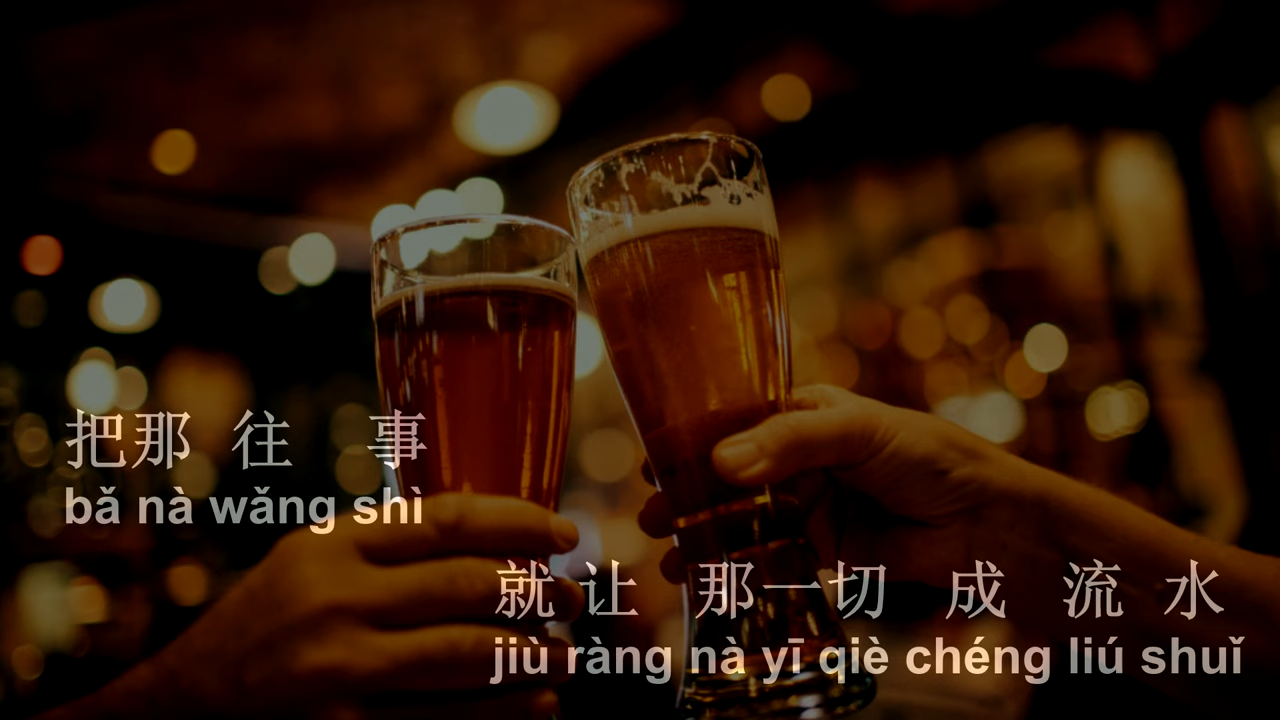 把那 往 事
bǎ nà wǎng shì
就让 那一切 成 流 水
jiù ràng nà yī qiè chéng liú shuǐ